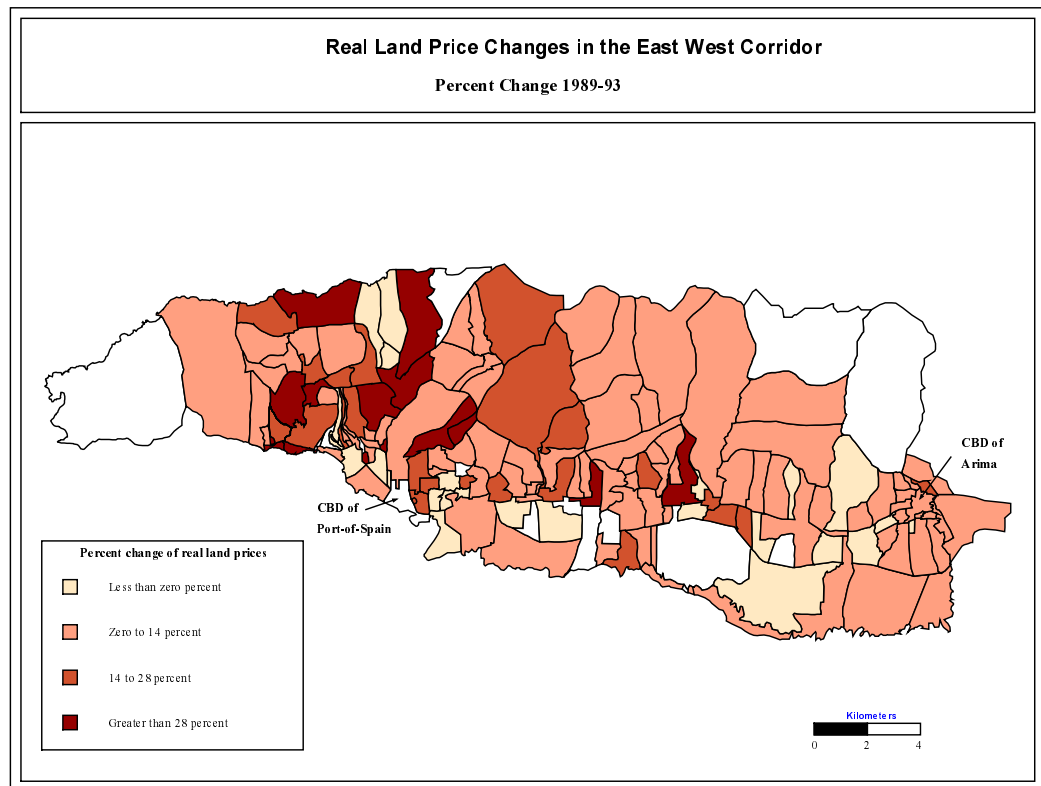 Real Land Price Changes in the East West Corridor
Percent Change 1989-93
CBD of
Arima
CBD of
Port-of-Spain
Percent change of real land prices
Less than zero percent
Zero to 14 percent
14 to 28 percent
Greater than 28 percent
Kilometers
0 2 4